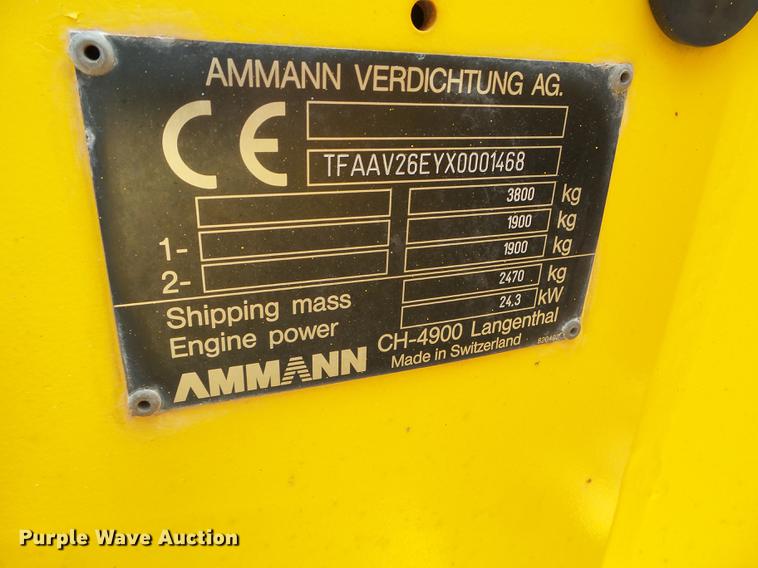 AMMANN VERDICHTUNG AG.
CE
TFAAV26EYX0001468
3800 kg
1- 1900 kg
2- 1900 kg
Shipping mass 2470 kg
Engine power 24,3 kW
CH-4900 Langenthal
Made in Switzerland
AMMANN
Purple Wave Auction